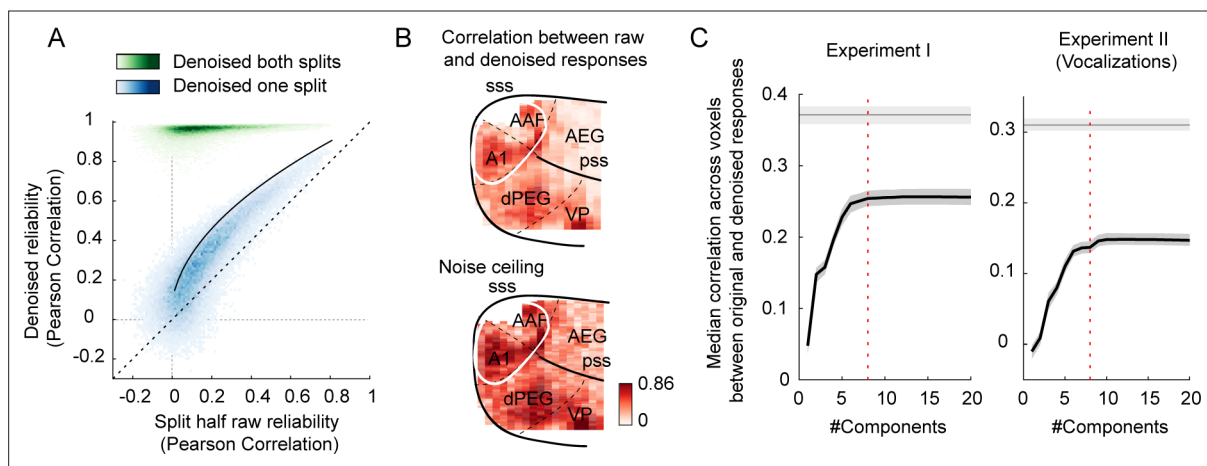 A
Denoised both splits
Denoised one split
Denoised reliability
(Pearson Correlation)
1
0.8
0.6
0.4
0.2
0
-0.2
-0.2
0
0.2
0.4
0.6
0.8
1
Split half raw reliability
(Pearson Correlation)
B
Correlation between raw
and denoised responses
sss
AAF
AEG
A1
pss
dPEG
VP
Noise ceiling
sss
AAF
AEG
A1
pss
dPEG
VP
0.86
0
C
Median correlation across voxels
between original and denoised responses
Experiment I
0.4
0.3
0.2
0.1
0
0
5
10
15
20
#Components
Experiment II
(Vocalizations)
0.3
0.2
0.1
0
0
5
10
15
20
#Components